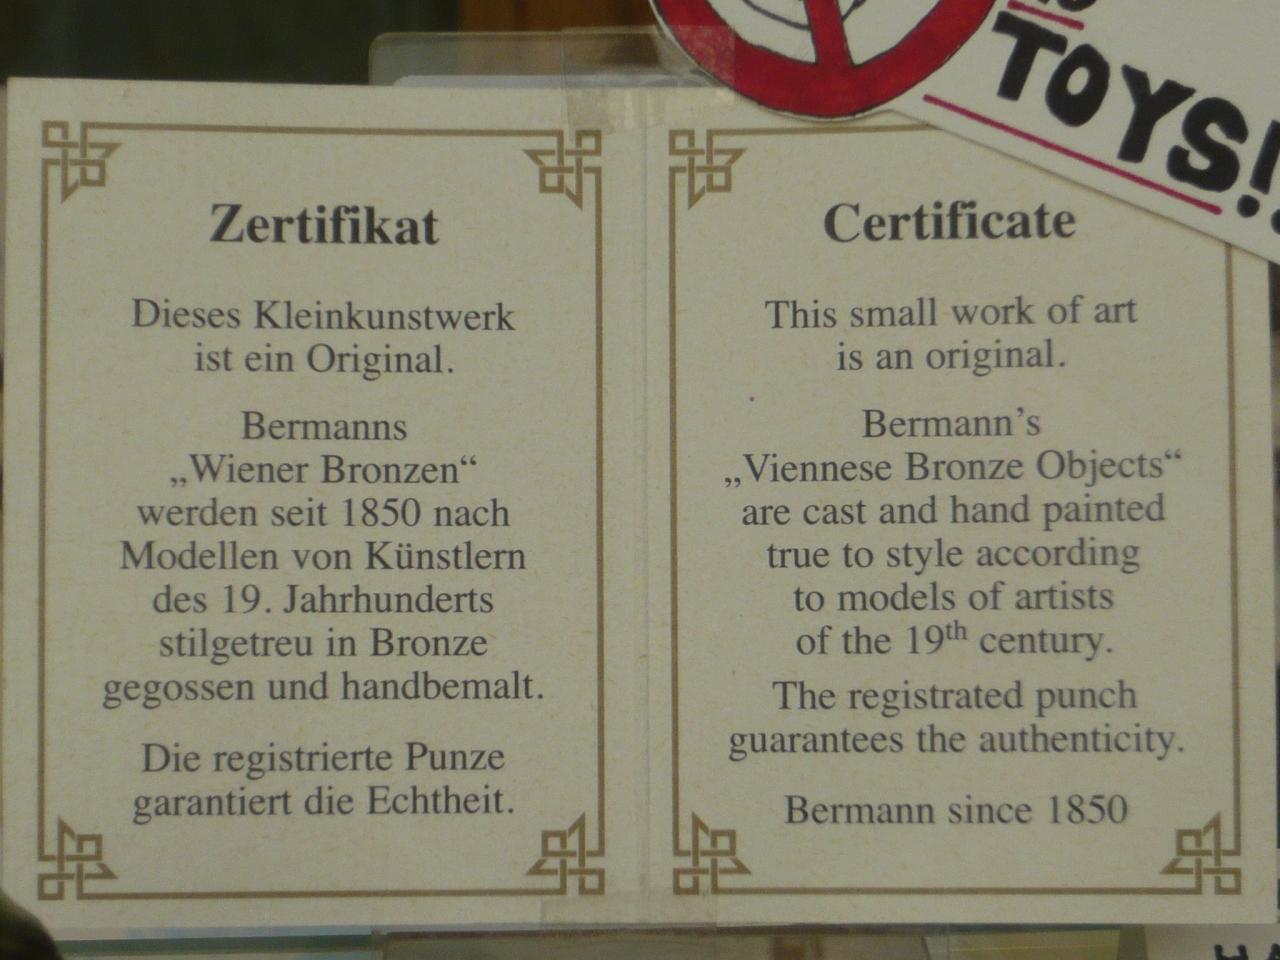 TOYS!
Zertifikat
Dieses Kleinkunstwerk
ist ein Original.
Bermanns
„Wiener Bronzen“
werden seit 1850 nach
Modellen von Künstlern
des 19. Jahrhunderts
stilgetreu in Bronze
gegossen und handbemalt.
Die registrierte Punze
garantiert die Echtheit.
Certificate
This small work of art
is an original.
Bermann’s
„Viennese Bronze Objects“
are cast and hand painted
true to style according
to models of artists
of the 19th century.
The registrated punch
guarantees the authenticity.
Bermann since 1850